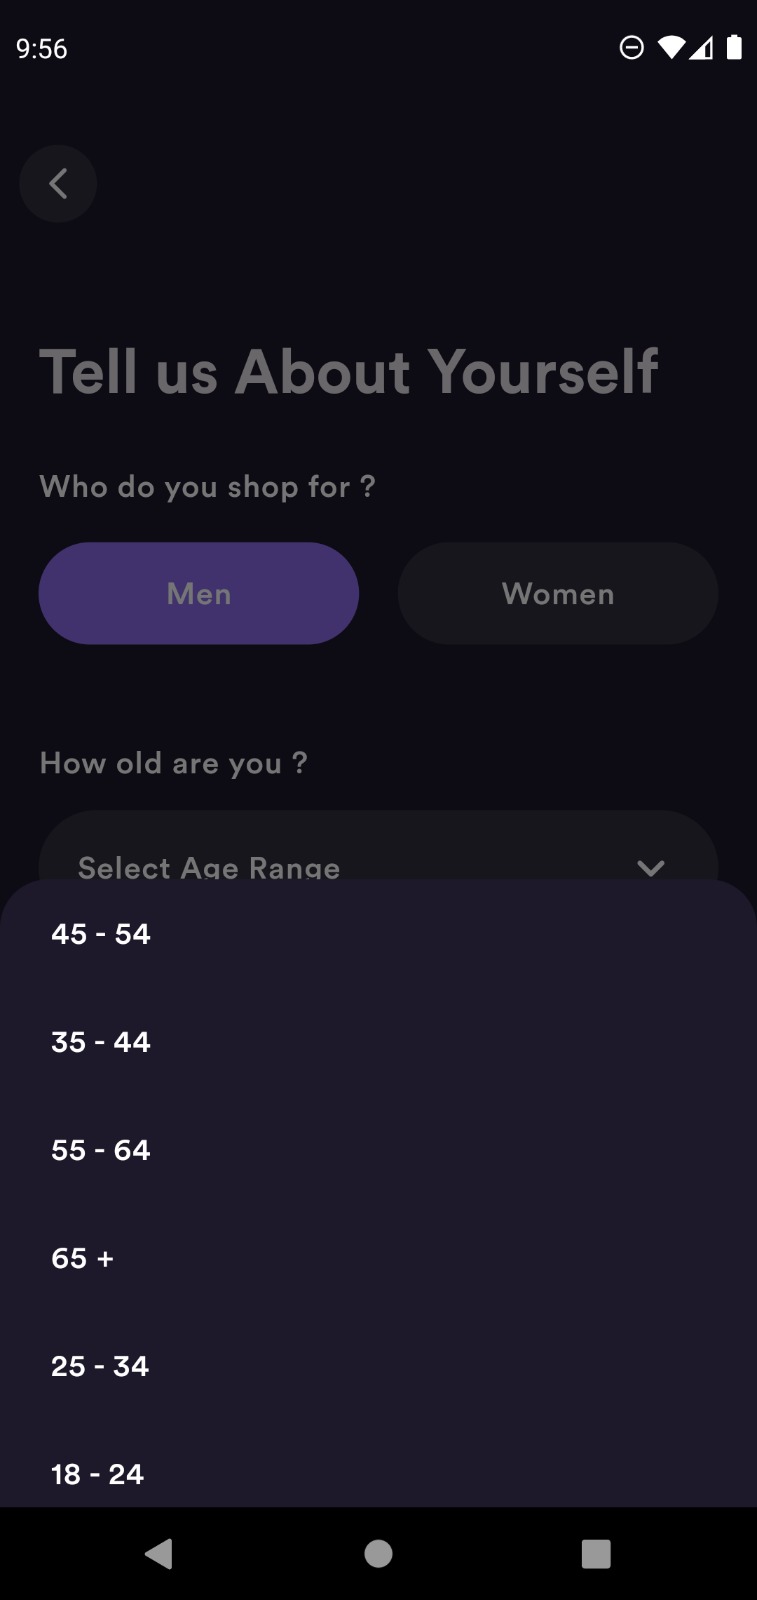 9:56
Tell us About Yourself
Who do you shop for ?
Men
Women
How old are you ?
Select Age Range
45 - 54
35 - 44
55 - 64
65 +
25 - 34
18 - 24